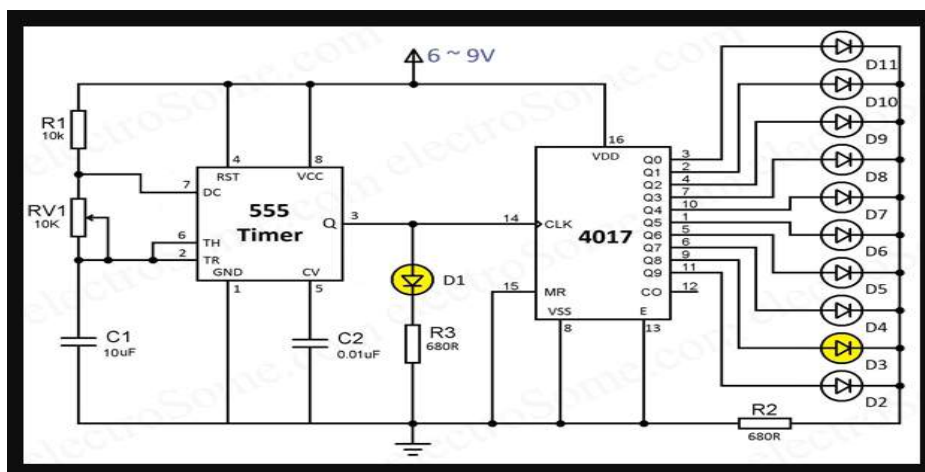 6 ~ 9V
R1
10k
RV1
10K
C1
10uF
4
RST
8
VCC
7
DC
555
Timer
Q
3
6
TH
2
TR
GND
1
CV
5
C2
0.01uF
D1
R3
680R
16
VDD
14
CLK
4017
15
MR
VSS
8
E
13
Q0
3
Q1
2
Q2
4
Q3
7
Q4
10
Q5
1
Q6
5
Q7
6
Q8
9
Q9
11
CO
12
D11
D10
D9
D8
D7
D6
D5
D4
D3
D2
R2
680R
electroSome.com